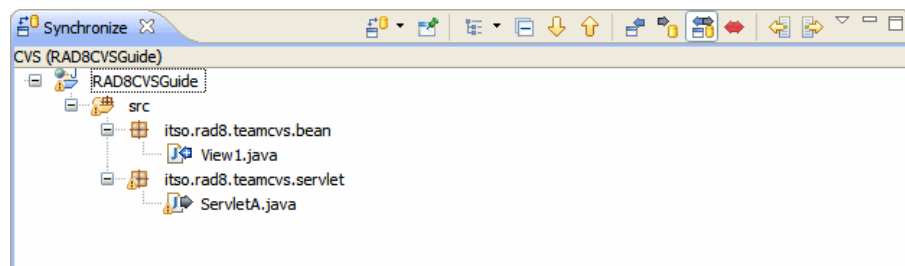 Synchronize
CVS (RAD8CVSGuide)
RAD8CVSGuide
src
itso.rad8.teamcvs.bean
View1.java
itso.rad8.teamcvs.servlet
ServletA.java